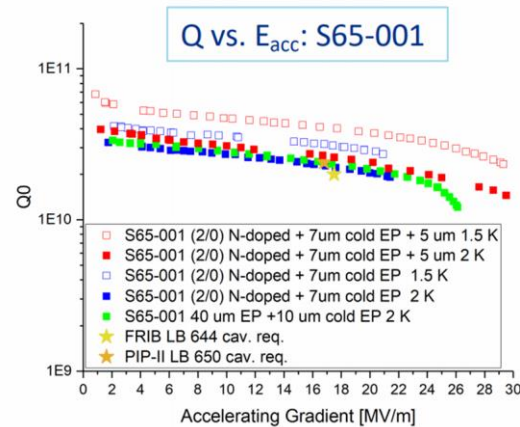 Q vs. Eacc: S65-001
1E11
Q0
1E10
S65-001 (2/0) N-doped + 7um cold EP + 5 um 1.5 K
S65-001 (2/0) N-doped + 7um cold EP + 5 um 2 K
S65-001 (2/0) N-doped + 7um cold EP 1.5 K
S65-001 (2/0) N-doped + 7um cold EP 2 K
S65-001 40 um EP +10 um cold EP 2 K
FRIB LB 644 cav. req.
PIP-II LB 650 cav. req.
1E9
0 2 4 6 8 10 12 14 16 18 20 22 24 26 28 30
Accelerating Gradient [MV/m]